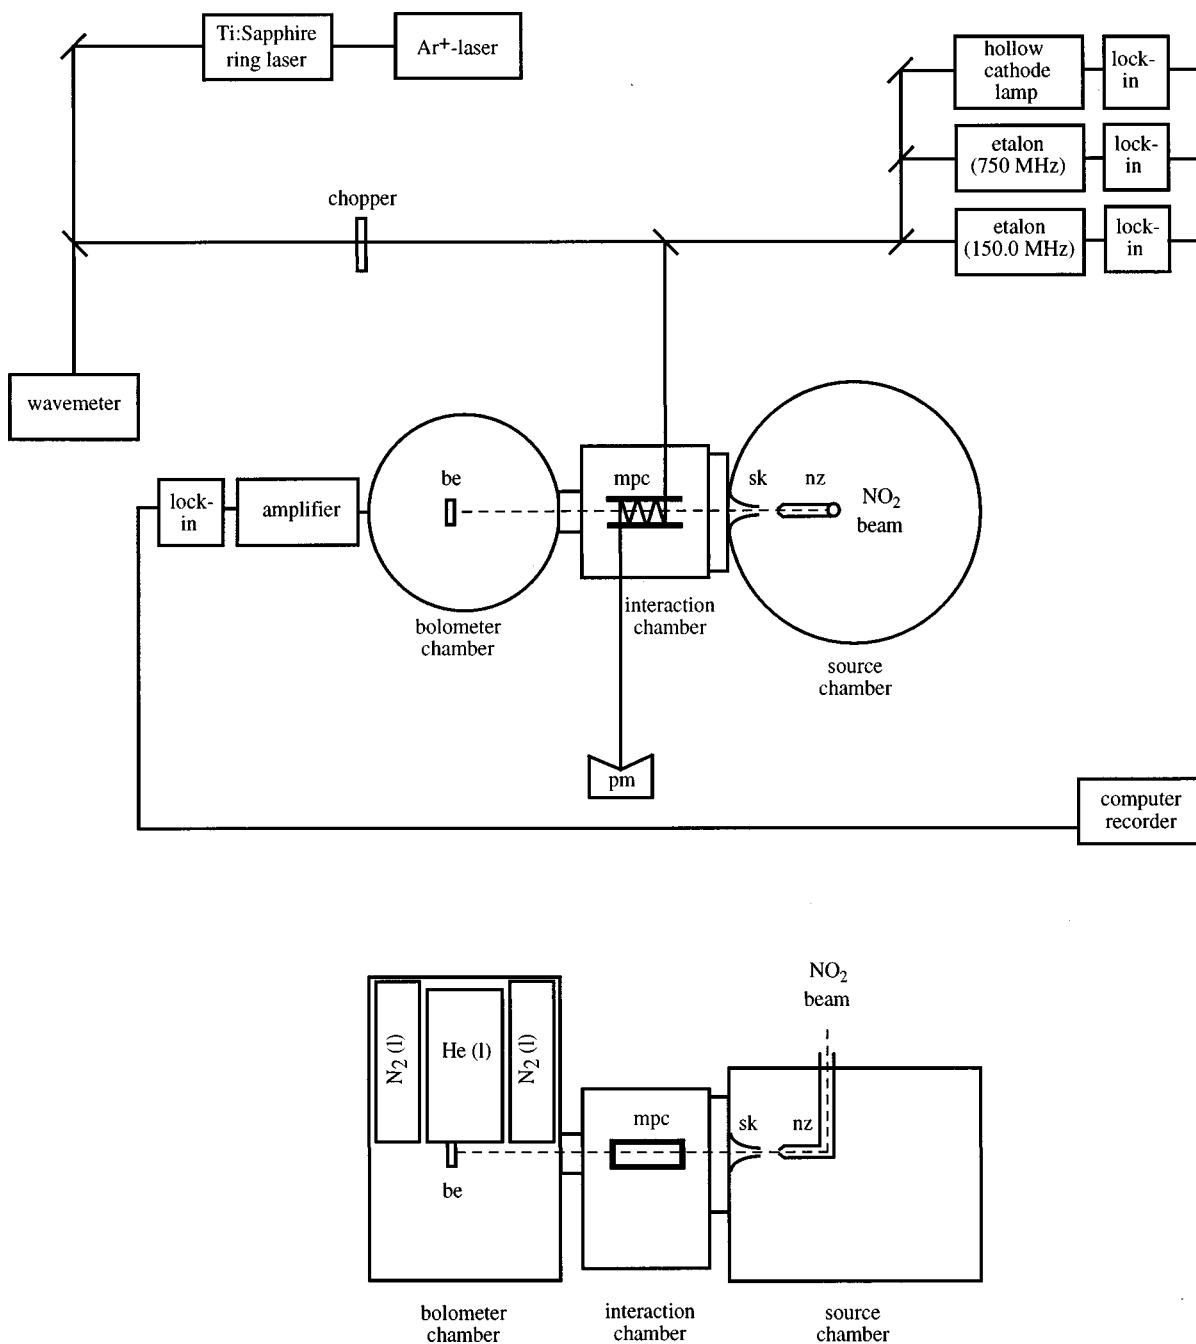 Ti:Sapphire
ring laser
Ar⁺-laser
hollow
cathode
lamp
lock-
in
etalon
(750 MHz)
lock-
in
etalon
(150.0 MHz)
lock-
in
chopper
wavemeter
lock-
in
amplifier
be
mpc
sk
nz
NO₂
beam
bolometer
chamber
interaction
chamber
source
chamber
pm
computer
recorder
NO₂
beam
N₂ (l)
He (l)
N₂ (l)
be
mpc
sk
nz
bolometer
chamber
interaction
chamber
source
chamber